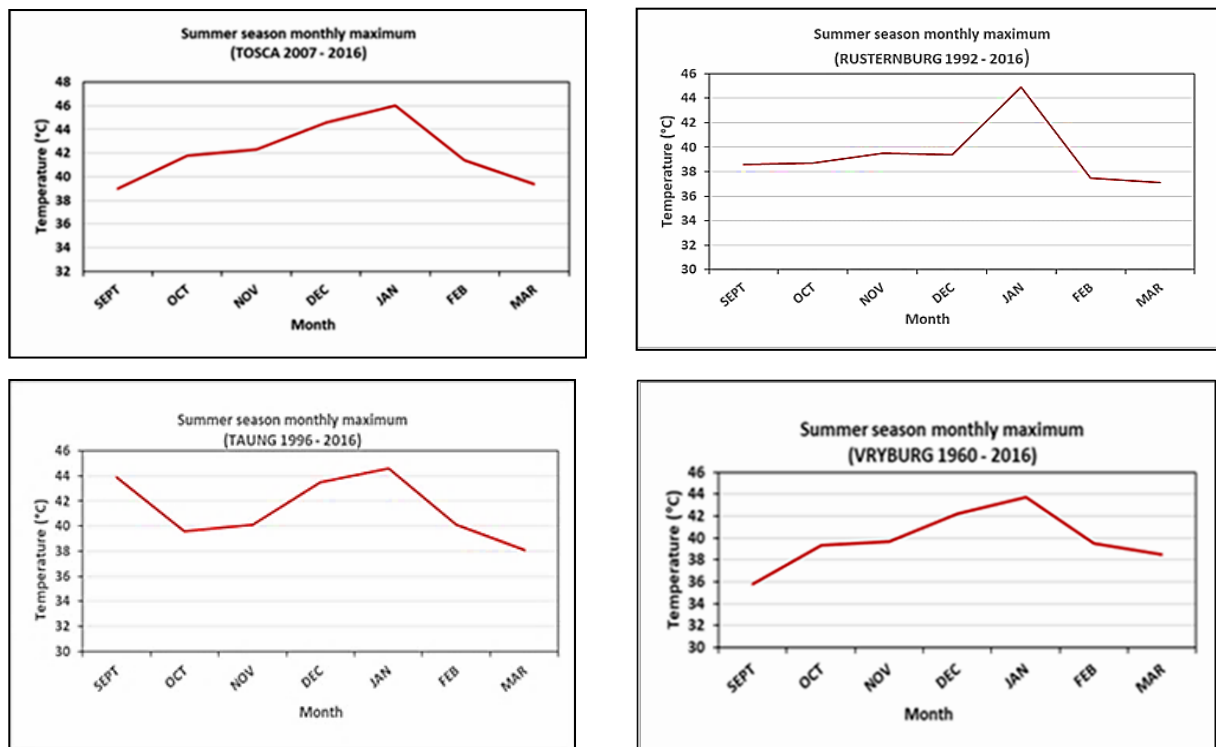 Summer season monthly maximum
(TOSCA 2007 - 2016)
Temperature (°C)
48
46
44
42
40
38
36
34
32
SEPT OCT NOV DEC JAN FEB MAR
Month
Summer season monthly maximum
(RUSTERNBURG 1992 - 2016)
Temperature (°C)
46
44
42
40
38
36
34
32
30
SEPT OCT NOV DEC JAN FEB MAR
Month
Summer season monthly maximum
(TAUNG 1996 - 2016)
Temperature (°C)
46
44
42
40
38
36
34
32
30
SEPT OCT NOV DEC JAN FEB MAR
Month
Summer season monthly maximum
(VRYBURG 1960 - 2016)
Temperature (°C)
46
44
42
40
38
36
34
32
30
SEPT OCT NOV DEC JAN FEB MAR
Month